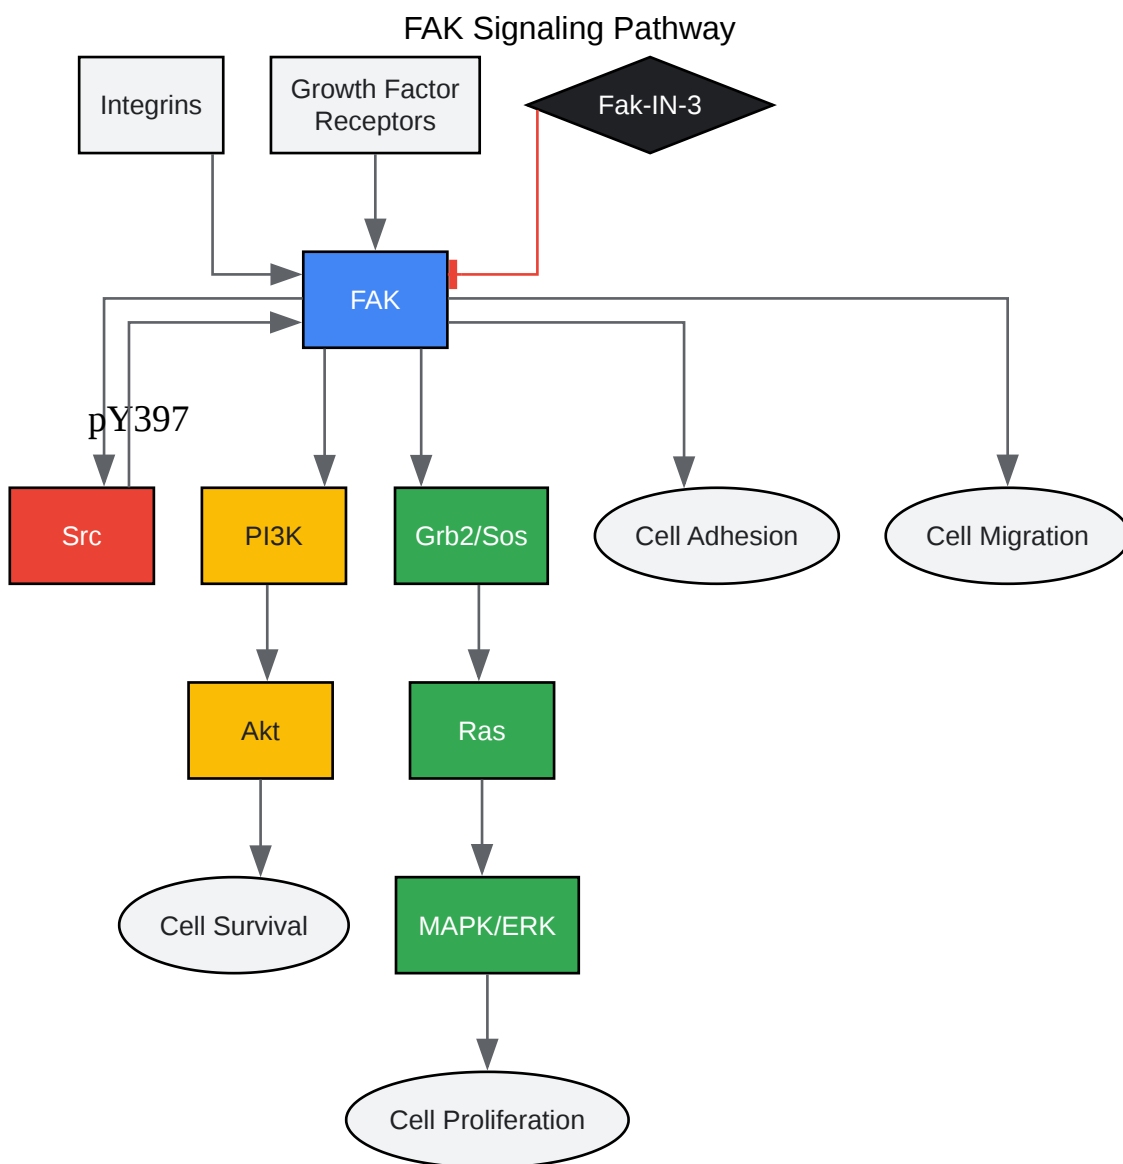 FAK Signaling Pathway
Integrins
Growth Factor
Receptors
Fak-IN-3
FAK
pY397
Src
PI3K
Grb2/Sos
Cell Adhesion
Cell Migration
Akt
Ras
Cell Survival
MAPK/ERK
Cell Proliferation